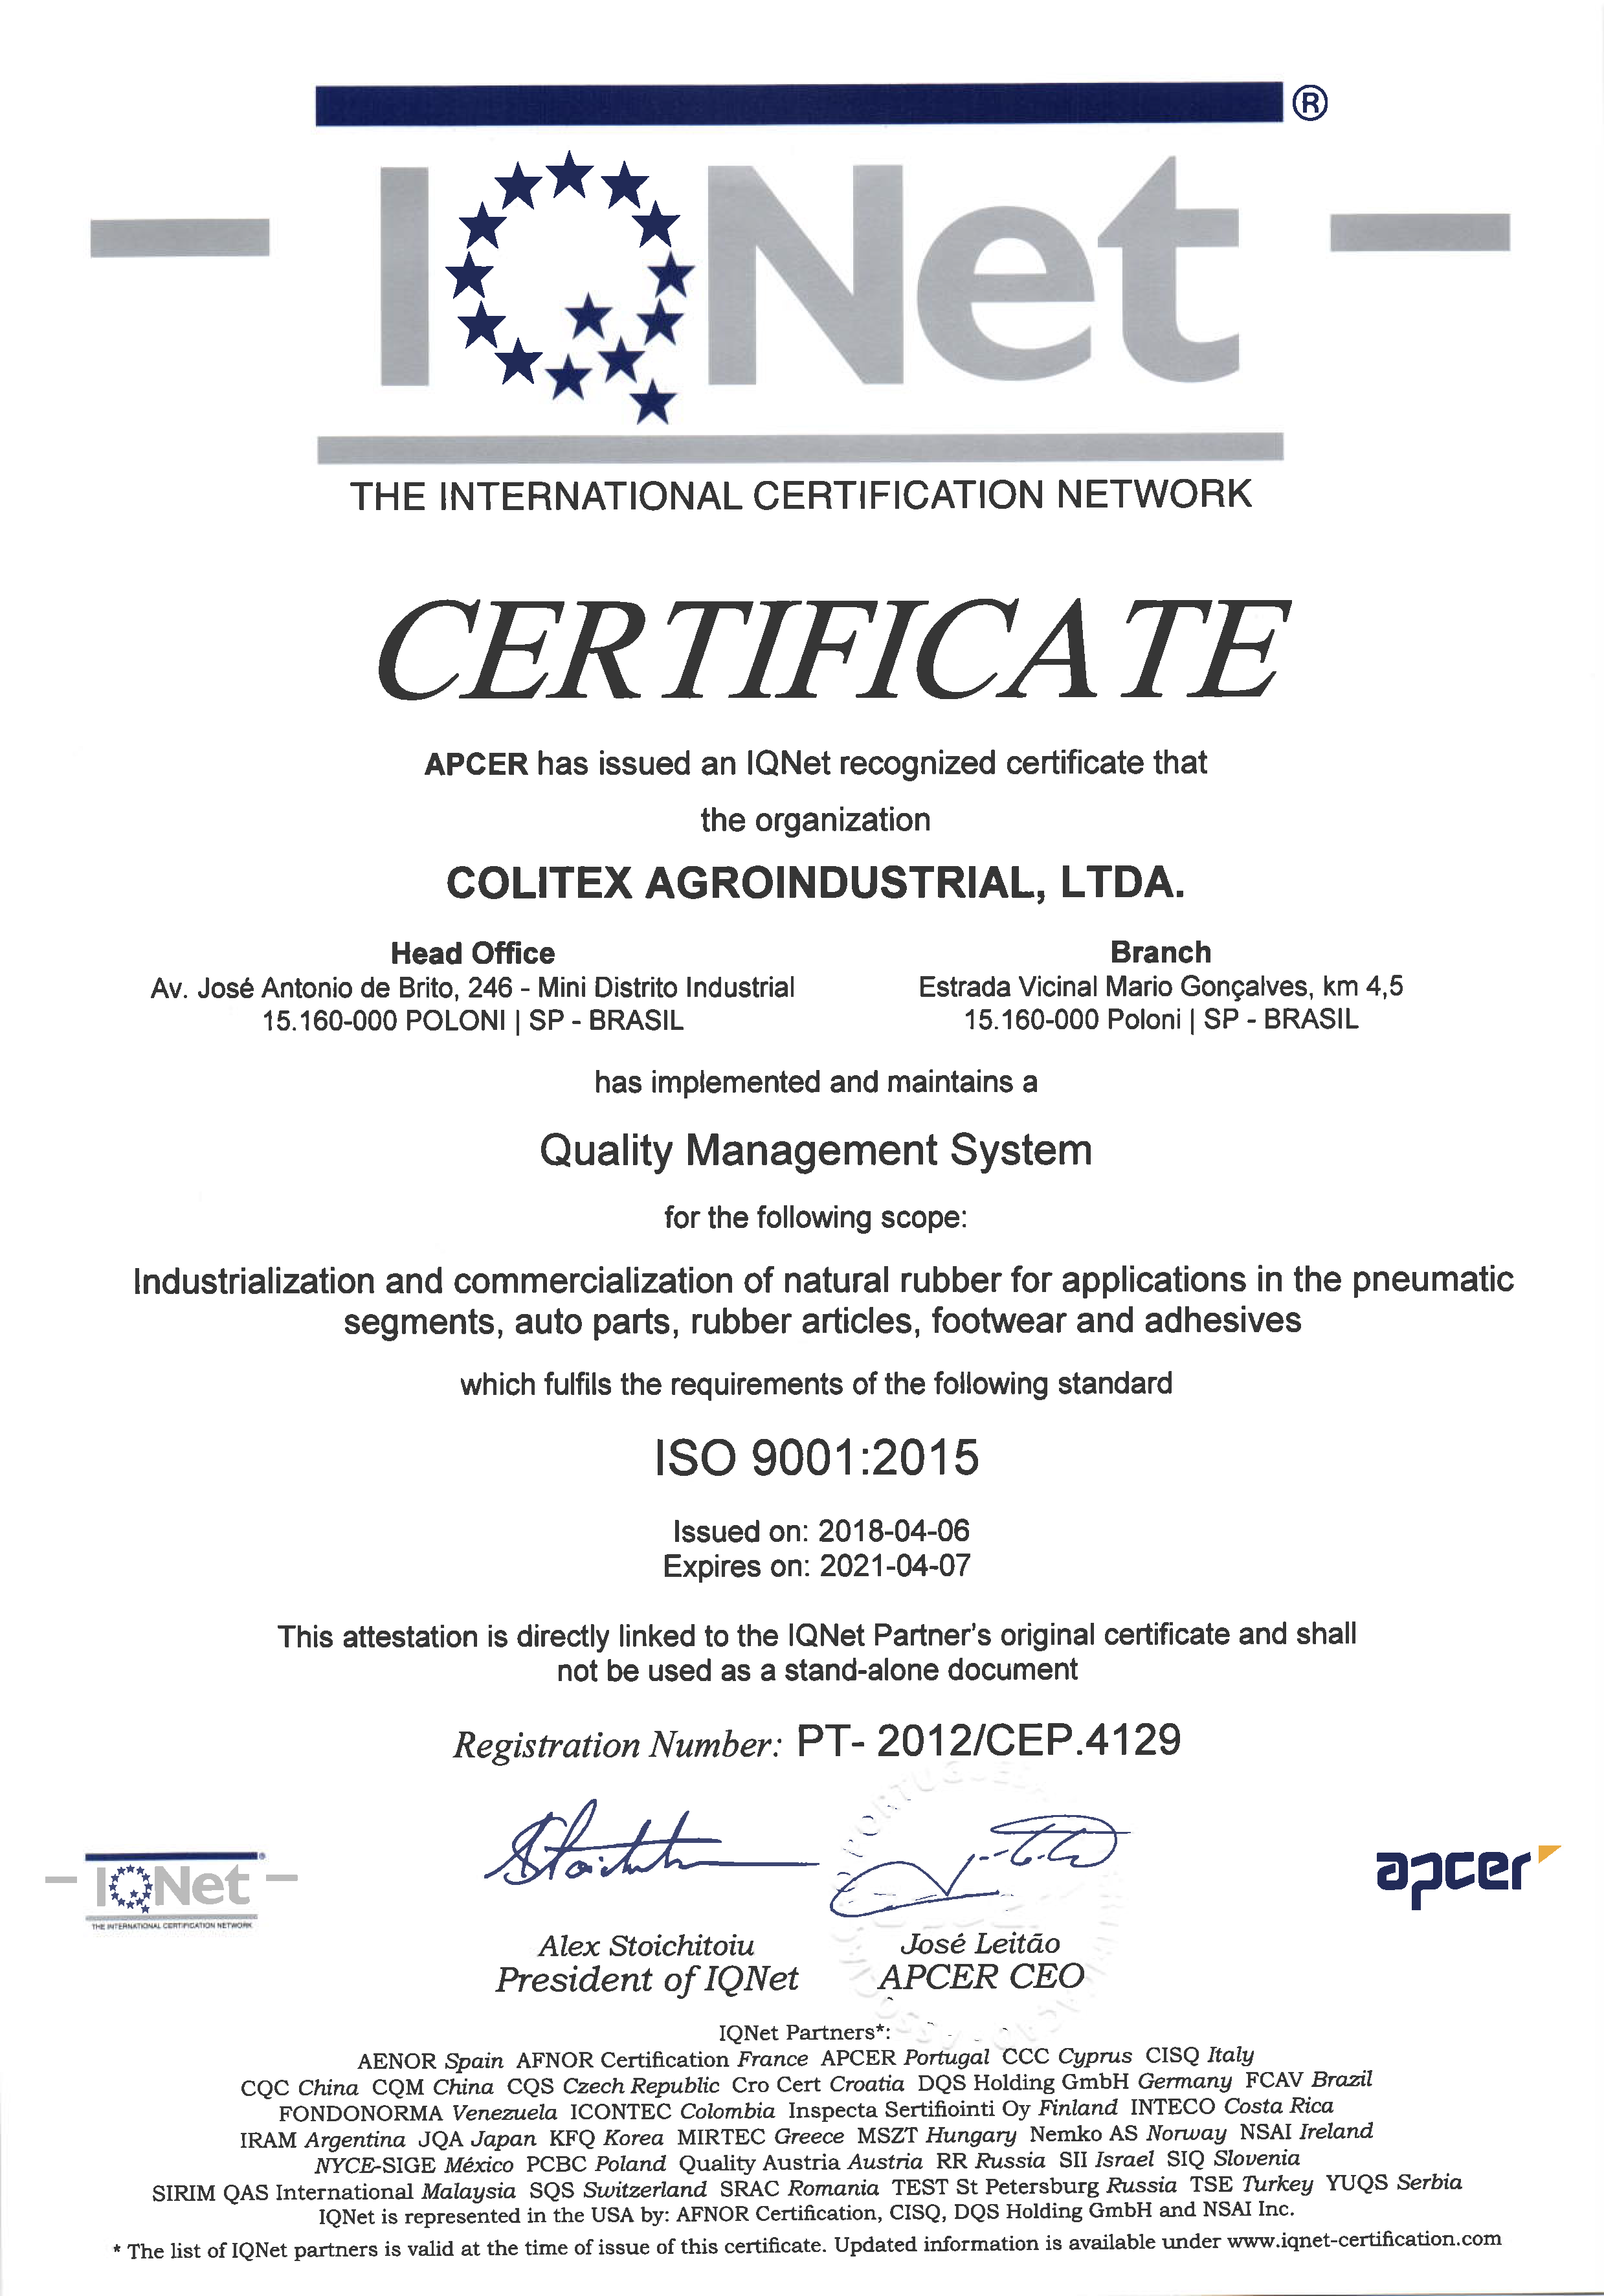 IQNet ®
THE INTERNATIONAL CERTIFICATION NETWORK
CERTIFICATE
APCER has issued an IQNet recognized certificate that
the organization
COLITEX AGROINDUSTRIAL, LTDA.
Head Office
Av. José Antonio de Brito, 246 - Mini Distrito Industrial
15.160-000 POLONI | SP - BRASIL
Branch
Estrada Vicinal Mario Gonçalves, km 4,5
15.160-000 Poloni | SP - BRASIL
has implemented and maintains a
Quality Management System
for the following scope:
Industrialization and commercialization of natural rubber for applications in the pneumatic
segments, auto parts, rubber articles, footwear and adhesives
which fulfils the requirements of the following standard
ISO 9001:2015
Issued on: 2018-04-06
Expires on: 2021-04-07
This attestation is directly linked to the IQNet Partner's original certificate and shall
not be used as a stand-alone document
Registration Number: PT- 2012/CEP.4129
IQNet
THE INTERNATIONAL CERTIFICATION NETWORK
apcer
Alex Stoichitoiu
President of IQNet
José Leitão
APCER CEO
IQNet Partners*:
AENOR Spain AFNOR Certification France APCER Portugal CCC Cyprus CISQ Italy
CQC China CQM China CQS Czech Republic Cro Cert Croatia DQS Holding GmbH Germany FCAV Brazil
FONDONORMA Venezuela ICONTEC Colombia Inspecta Sertifiointi Oy Finland INTECO Costa Rica
IRAM Argentina JQA Japan KFQ Korea MIRTEC Greece MSZT Hungary Nemko AS Norway NSAI Ireland
NYCE-SIGE México PCBC Poland Quality Austria Austria RR Russia SII Israel SIQ Slovenia
SIRIM QAS International Malaysia SQS Switzerland SRAC Romania TEST St Petersburg Russia TSE Turkey YUQS Serbia
IQNet is represented in the USA by: AFNOR Certification, CISQ, DQS Holding GmbH and NSAI Inc.
* The list of IQNet partners is valid at the time of issue of this certificate. Updated information is available under www.iqnet-certification.com